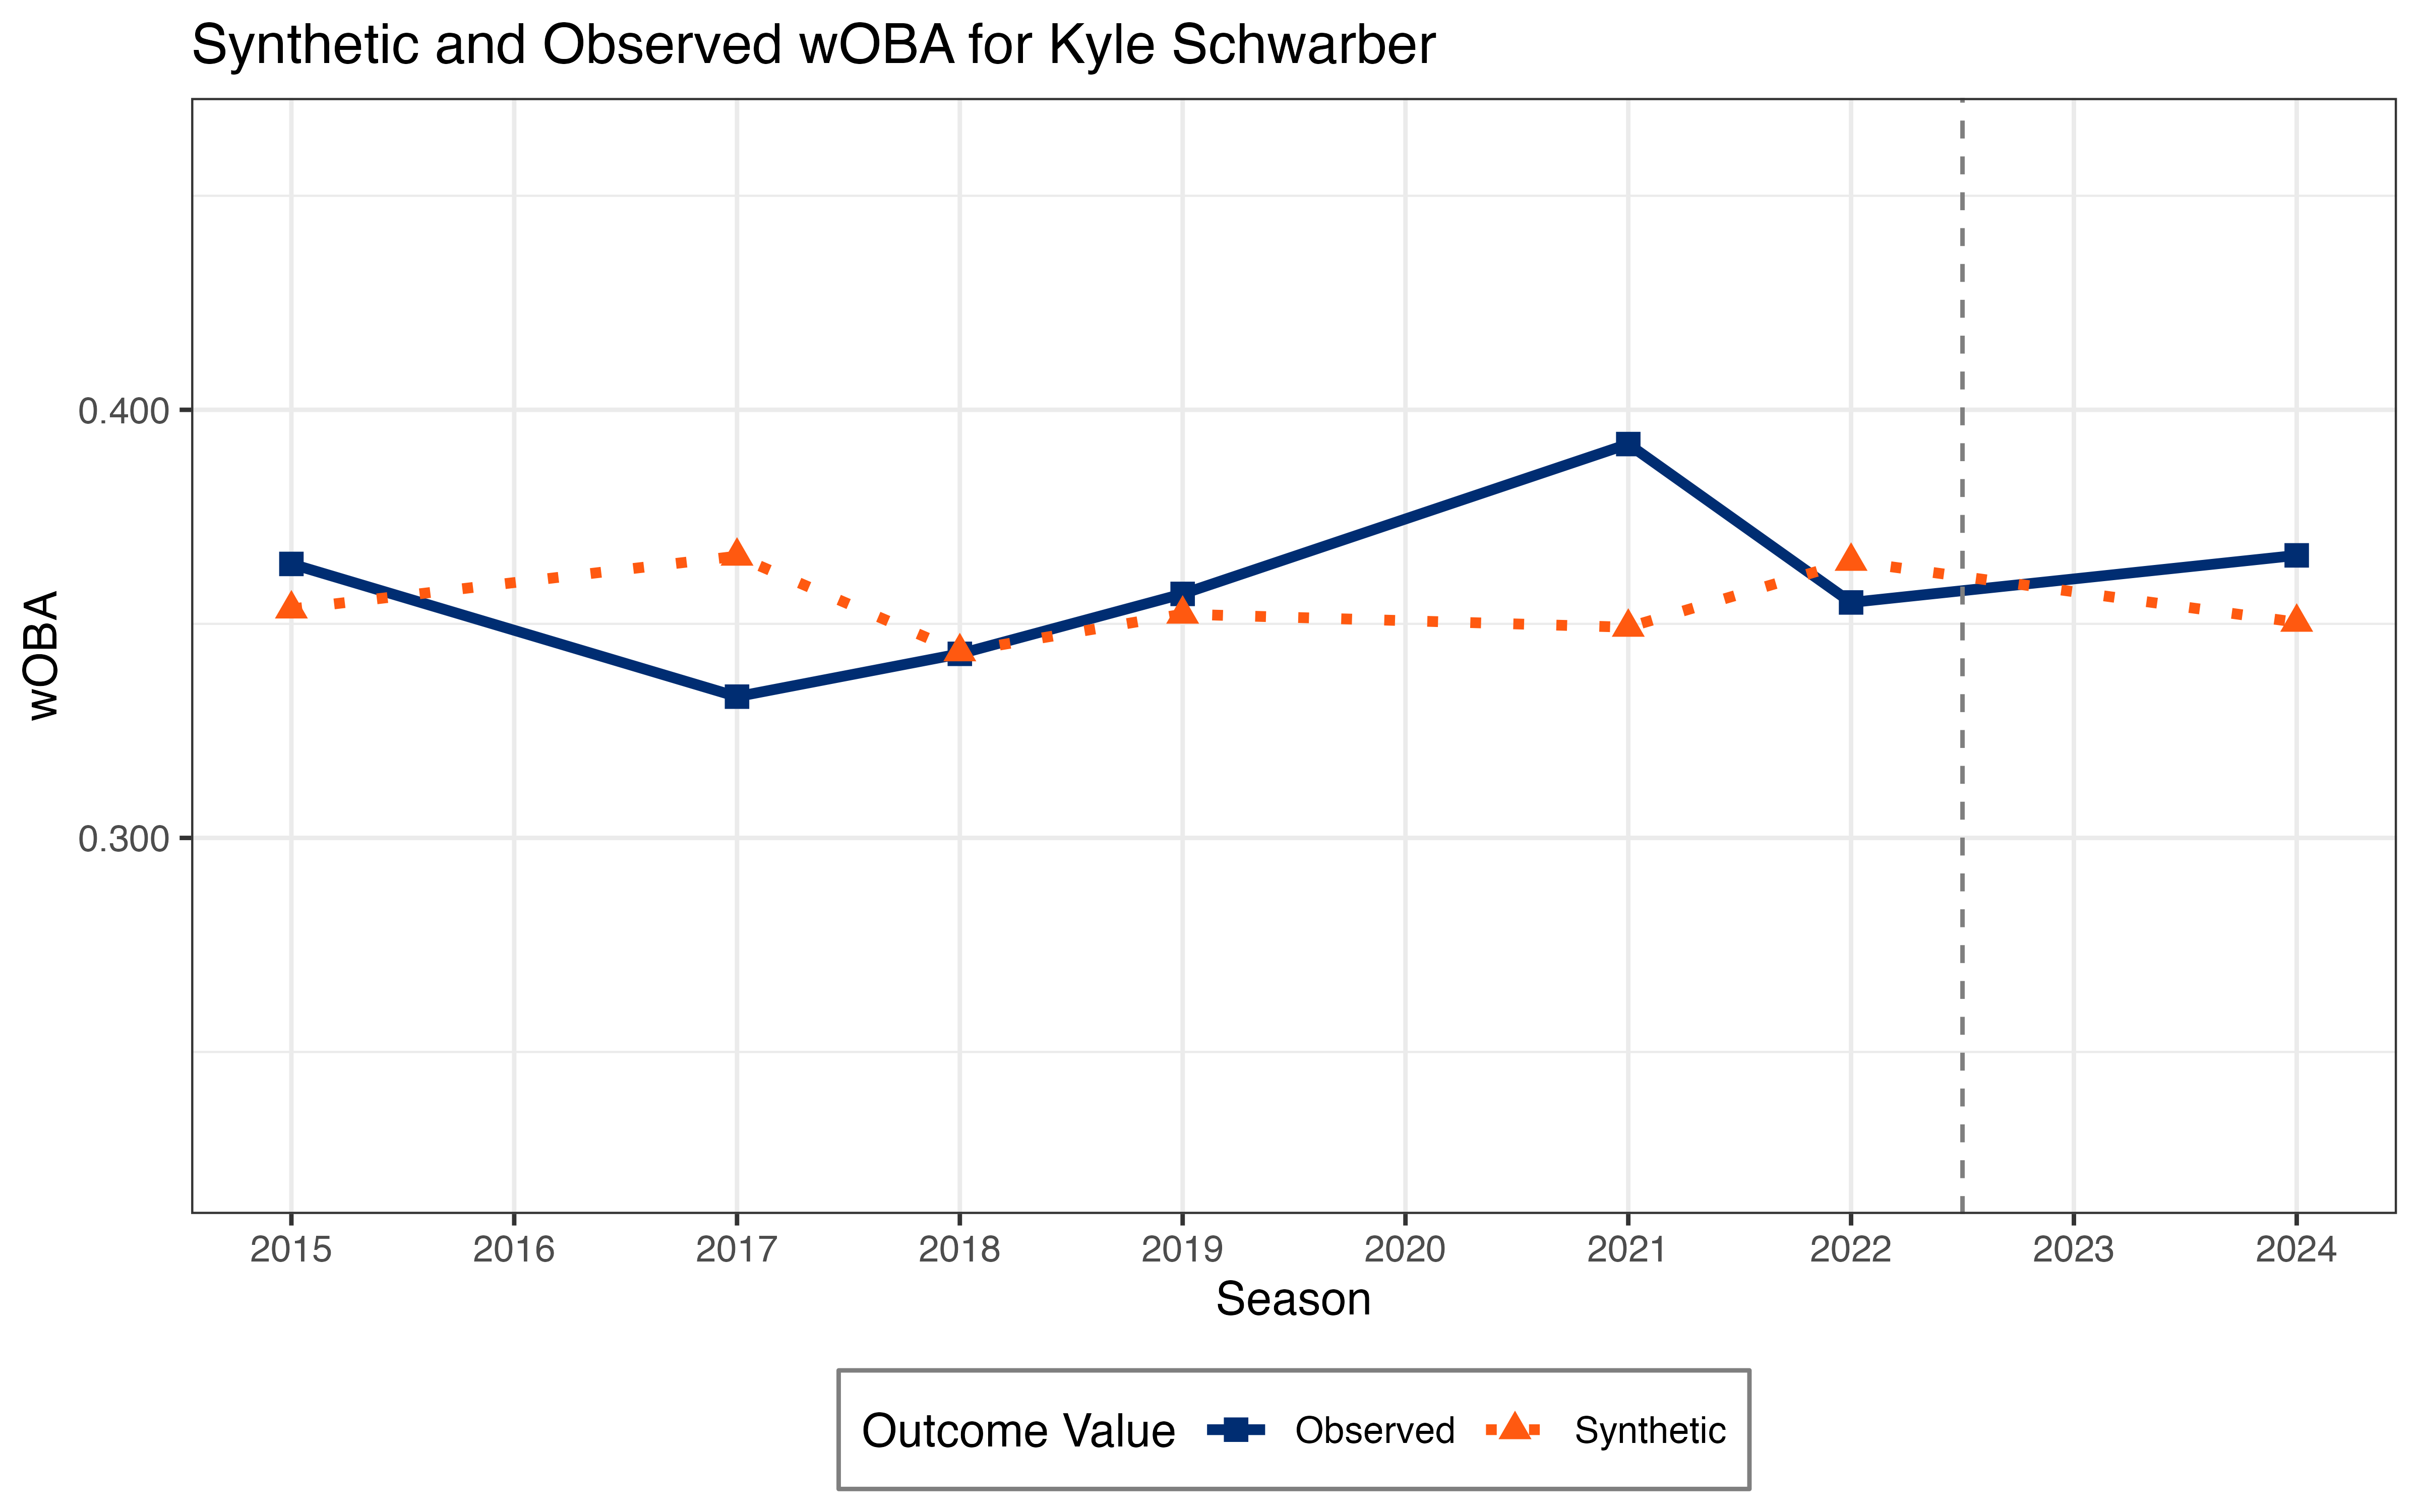 Synthetic and Observed wOBA for Kyle Schwarber
wOBA
0.400
0.300
2015 2016 2017 2018 2019 2020 2021 2022 2023 2024
Season
Outcome Value Observed Synthetic